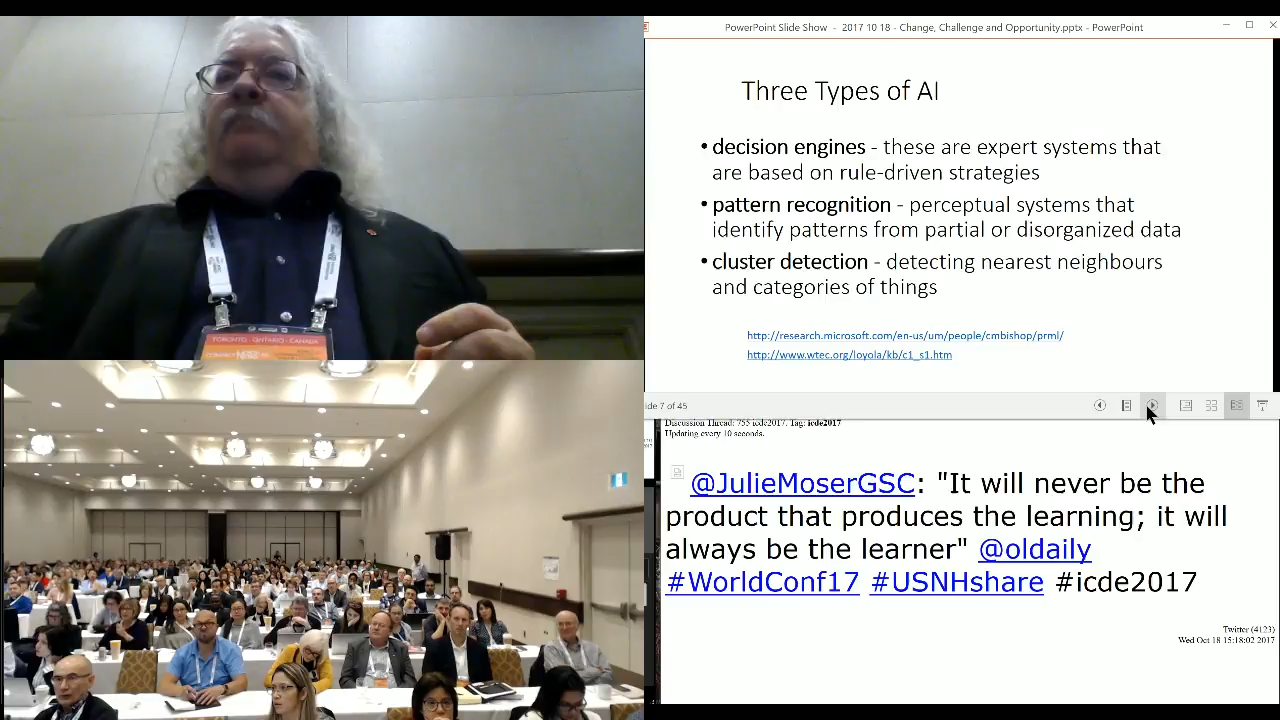 PowerPoint Slide Show - 2017 10 18 - Change, Challenge and Opportunity.pptx - PowerPoint
Three Types of AI
• decision engines - these are expert systems that
are based on rule-driven strategies
• pattern recognition - perceptual systems that
identify patterns from partial or disorganized data
• cluster detection - detecting nearest neighbours
and categories of things
http://research.microsoft.com/en-us/um/people/cmbishop/prml/
http://www.wtec.org/loyola/kb/c1_s1.htm
ide 7 of 45
Discussion Thread: 755 icde2017. Tag: icde2017
Updating every 10 seconds.
@JulieMoserGSC: "It will never be the
product that produces the learning; it will
always be the learner" @oldaily
#WorldConf17 #USNHshare #icde2017
Twitter (4123)
Wed Oct 18 15:18:02 2017
TORONTO - ONTARIO - CANADA